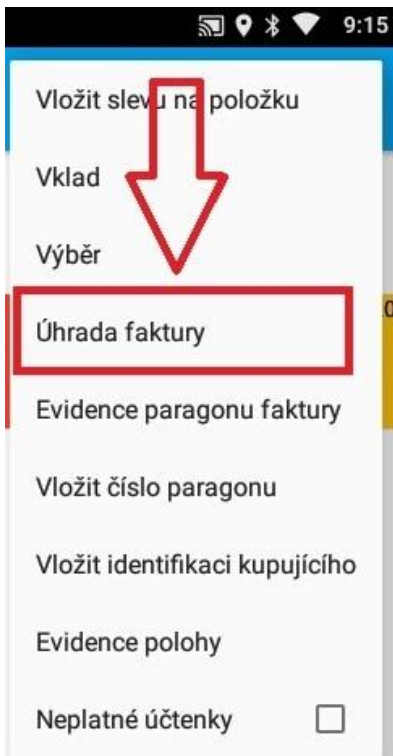 9:15
Vložit slevu na položku
Vklad
Výběr
Úhrada faktury
0
Evidence paragonu faktury
Vložit číslo paragonu
Vložit identifikaci kupujícího
Evidence polohy
Neplatné účtenky